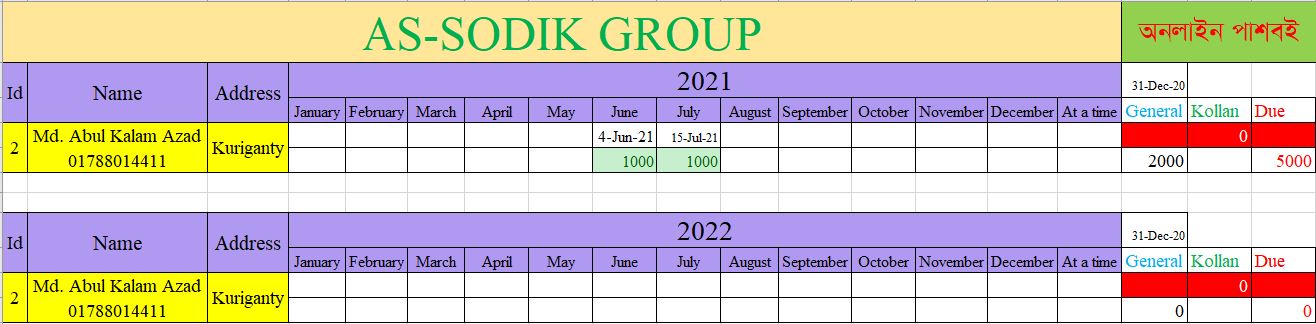 AS-SODIK GROUP অনলাইন পাশবই
2021 31-Dec-20
Id Name Address January February March April May June July August September October November December At a time General Kollan Due
Md. Abul Kalam Azad 4-Jun-21 15-Jul-21 0
2 Kuriganty
01788014411 1000 1000 2000 5000
2022 31-Dec-20
Id Name Address January February March April May June July August September October November December At a time General Kollan Due
Md. Abul Kalam Azad 0
2 Kuriganty
01788014411 0 0